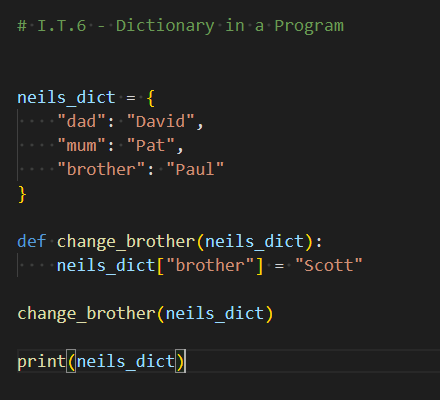 # I.T.6 - Dictionary in a Program
neils_dict = {
    "dad": "David",
    "mum": "Pat",
    "brother": "Paul"
}
def change_brother(neils_dict):
    neils_dict["brother"] = "Scott"
change_brother(neils_dict)
print(neils_dict)